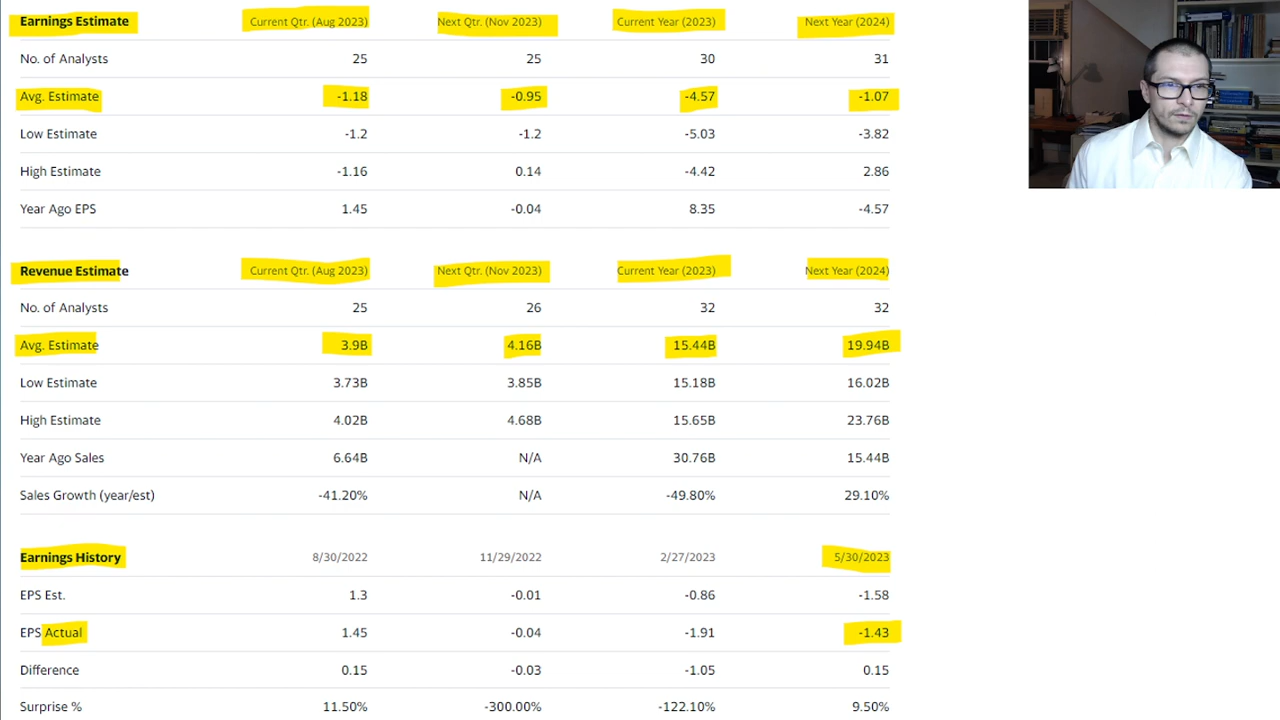 Earnings Estimate Current Qtr. (Aug 2023) Next Qtr. (Nov 2023) Current Year (2023) Next Year (2024)
No. of Analysts 25 25 30 31
Avg. Estimate -1.18 -0.95 -4.57 -1.07
Low Estimate -1.2 -1.2 -5.03 -3.82
High Estimate -1.16 0.14 -4.42 2.86
Year Ago EPS 1.45 -0.04 8.35 -4.57
Revenue Estimate Current Qtr. (Aug 2023) Next Qtr. (Nov 2023) Current Year (2023) Next Year (2024)
No. of Analysts 25 26 32 32
Avg. Estimate 3.9B 4.16B 15.44B 19.94B
Low Estimate 3.73B 3.85B 15.18B 16.02B
High Estimate 4.02B 4.68B 15.65B 23.76B
Year Ago Sales 6.64B N/A 30.76B 15.44B
Sales Growth (year/est) -41.20% N/A -49.80% 29.10%
Earnings History 8/30/2022 11/29/2022 2/27/2023 5/30/2023
EPS Est. 1.3 -0.01 -0.86 -1.58
EPS Actual 1.45 -0.04 -1.91 -1.43
Difference 0.15 -0.03 -1.05 0.15
Surprise % 11.50% -300.00% -122.10% 9.50%